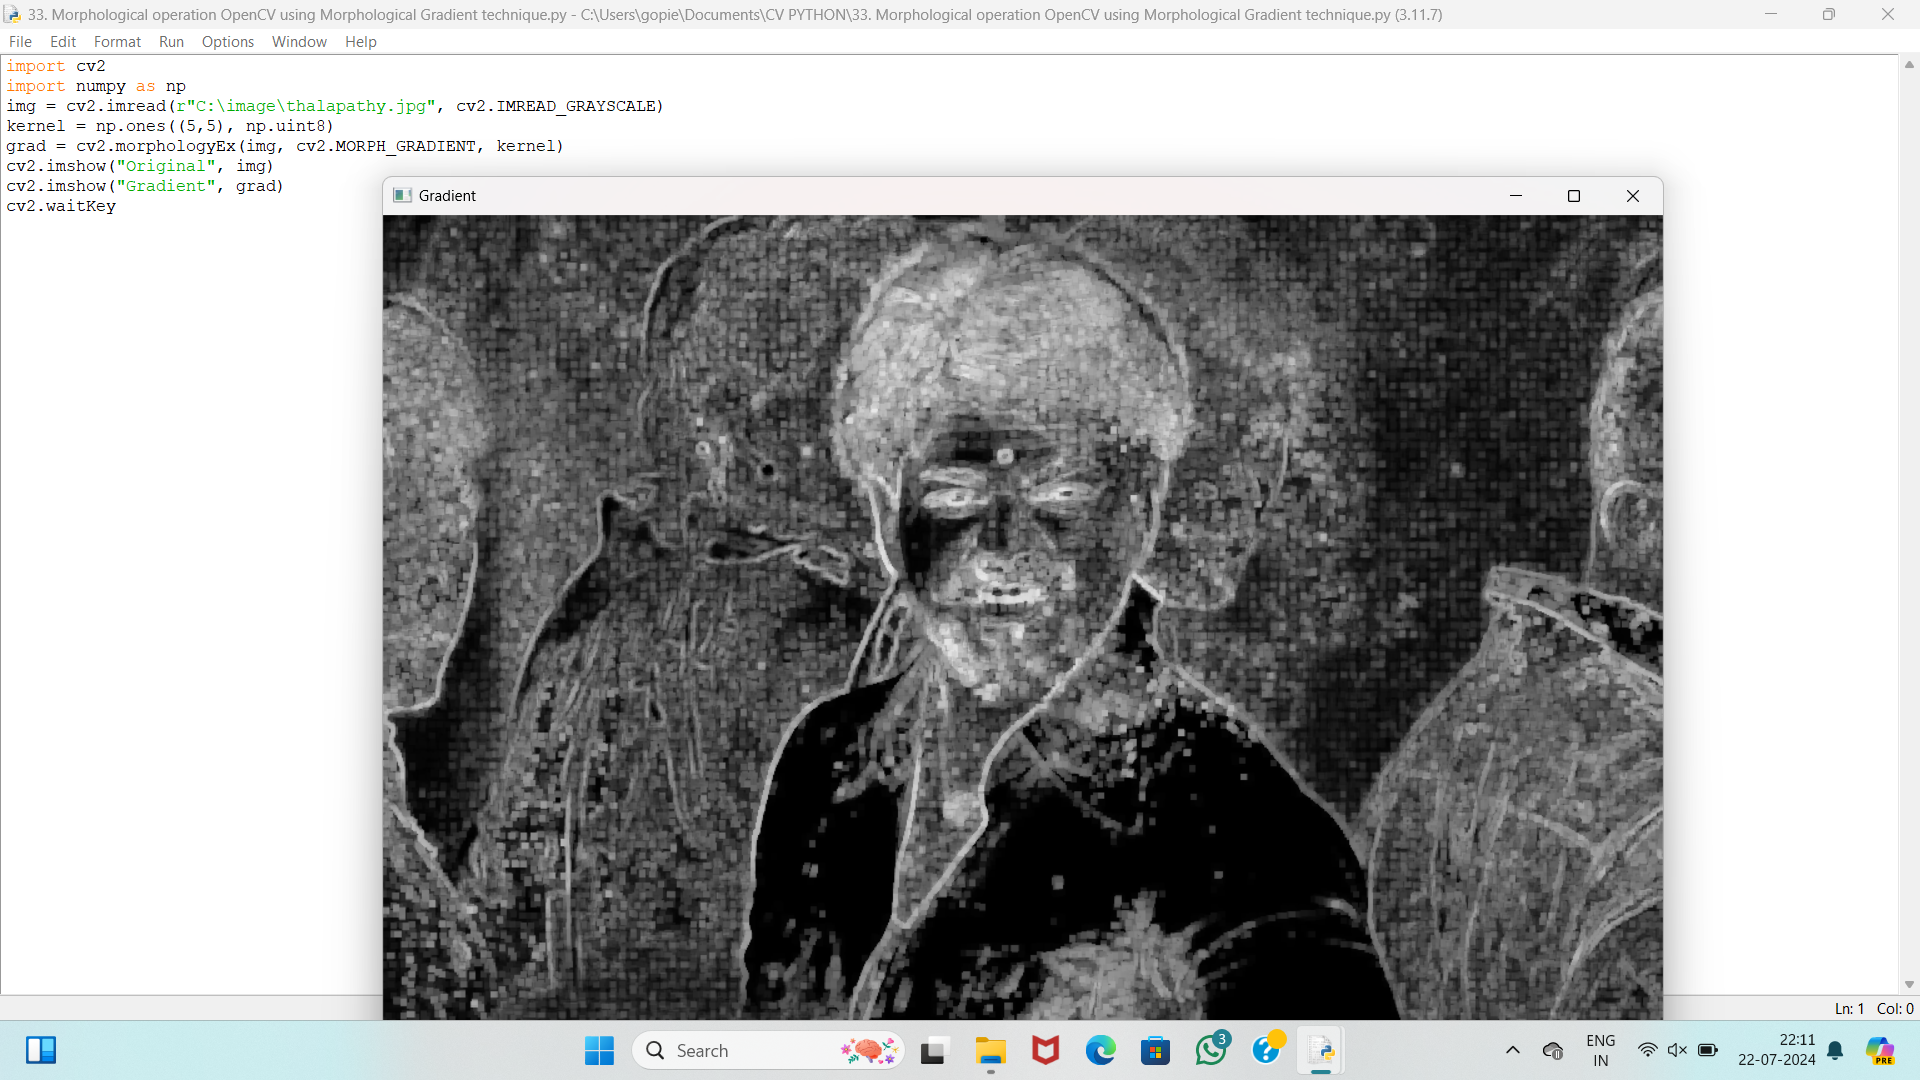 33. Morphological operation OpenCV using Morphological Gradient technique.py - C:\Users\gopie\Documents\CV PYTHON\33. Morphological operation OpenCV using Morphological Gradient technique.py (3.11.7)
File Edit Format Run Options Window Help
import cv2
import numpy as np
img = cv2.imread(r"C:\image\thalapathy.jpg", cv2.IMREAD_GRAYSCALE)
kernel = np.ones((5,5), np.uint8)
grad = cv2.morphologyEx(img, cv2.MORPH_GRADIENT, kernel)
cv2.imshow("Original", img)
cv2.imshow("Gradient", grad)
cv2.waitKey
Gradient
Ln: 1 Col: 0
Search
3
ENG
IN
22:11
22-07-2024
PRE